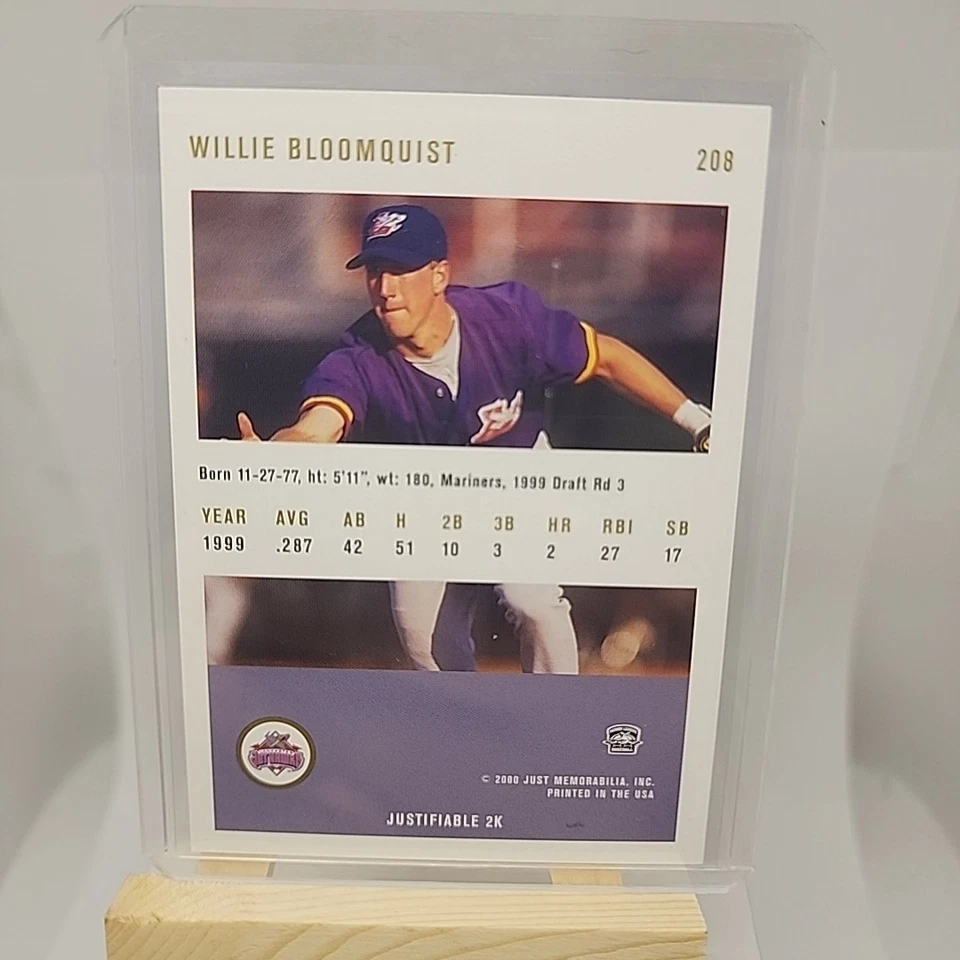 WILLIE BLOOMQUIST
208
Born 11-27-77, ht: 5'11", wt: 180, Mariners, 1999 Draft Rd 3
YEAR AVG AB H 2B 3B HR RBI SB
1999 .287 42 51 10 3 2 27 17
© 2000 JUST MEMORABILIA, INC.
PRINTED IN THE USA
JUSTIFIABLE 2K